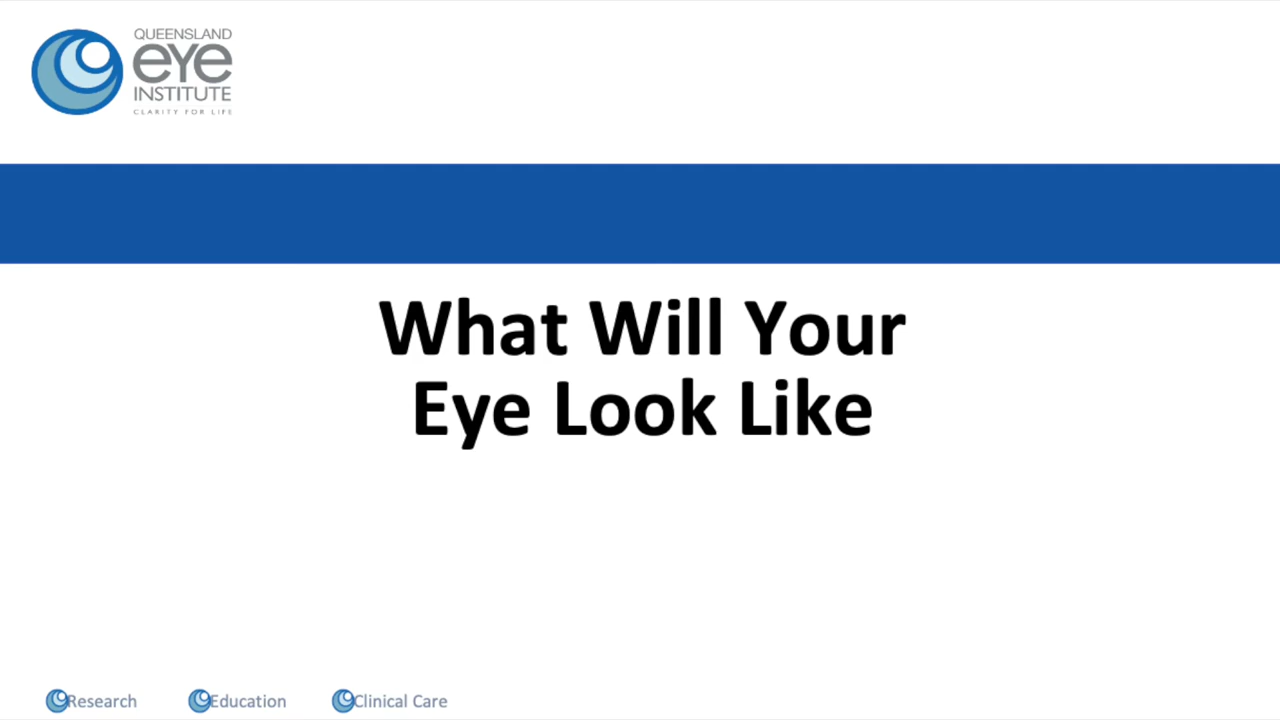 QUEENSLAND
eye
INSTITUTE
CLARITY FOR LIFE
What Will Your
Eye Look Like
Research Education Clinical Care